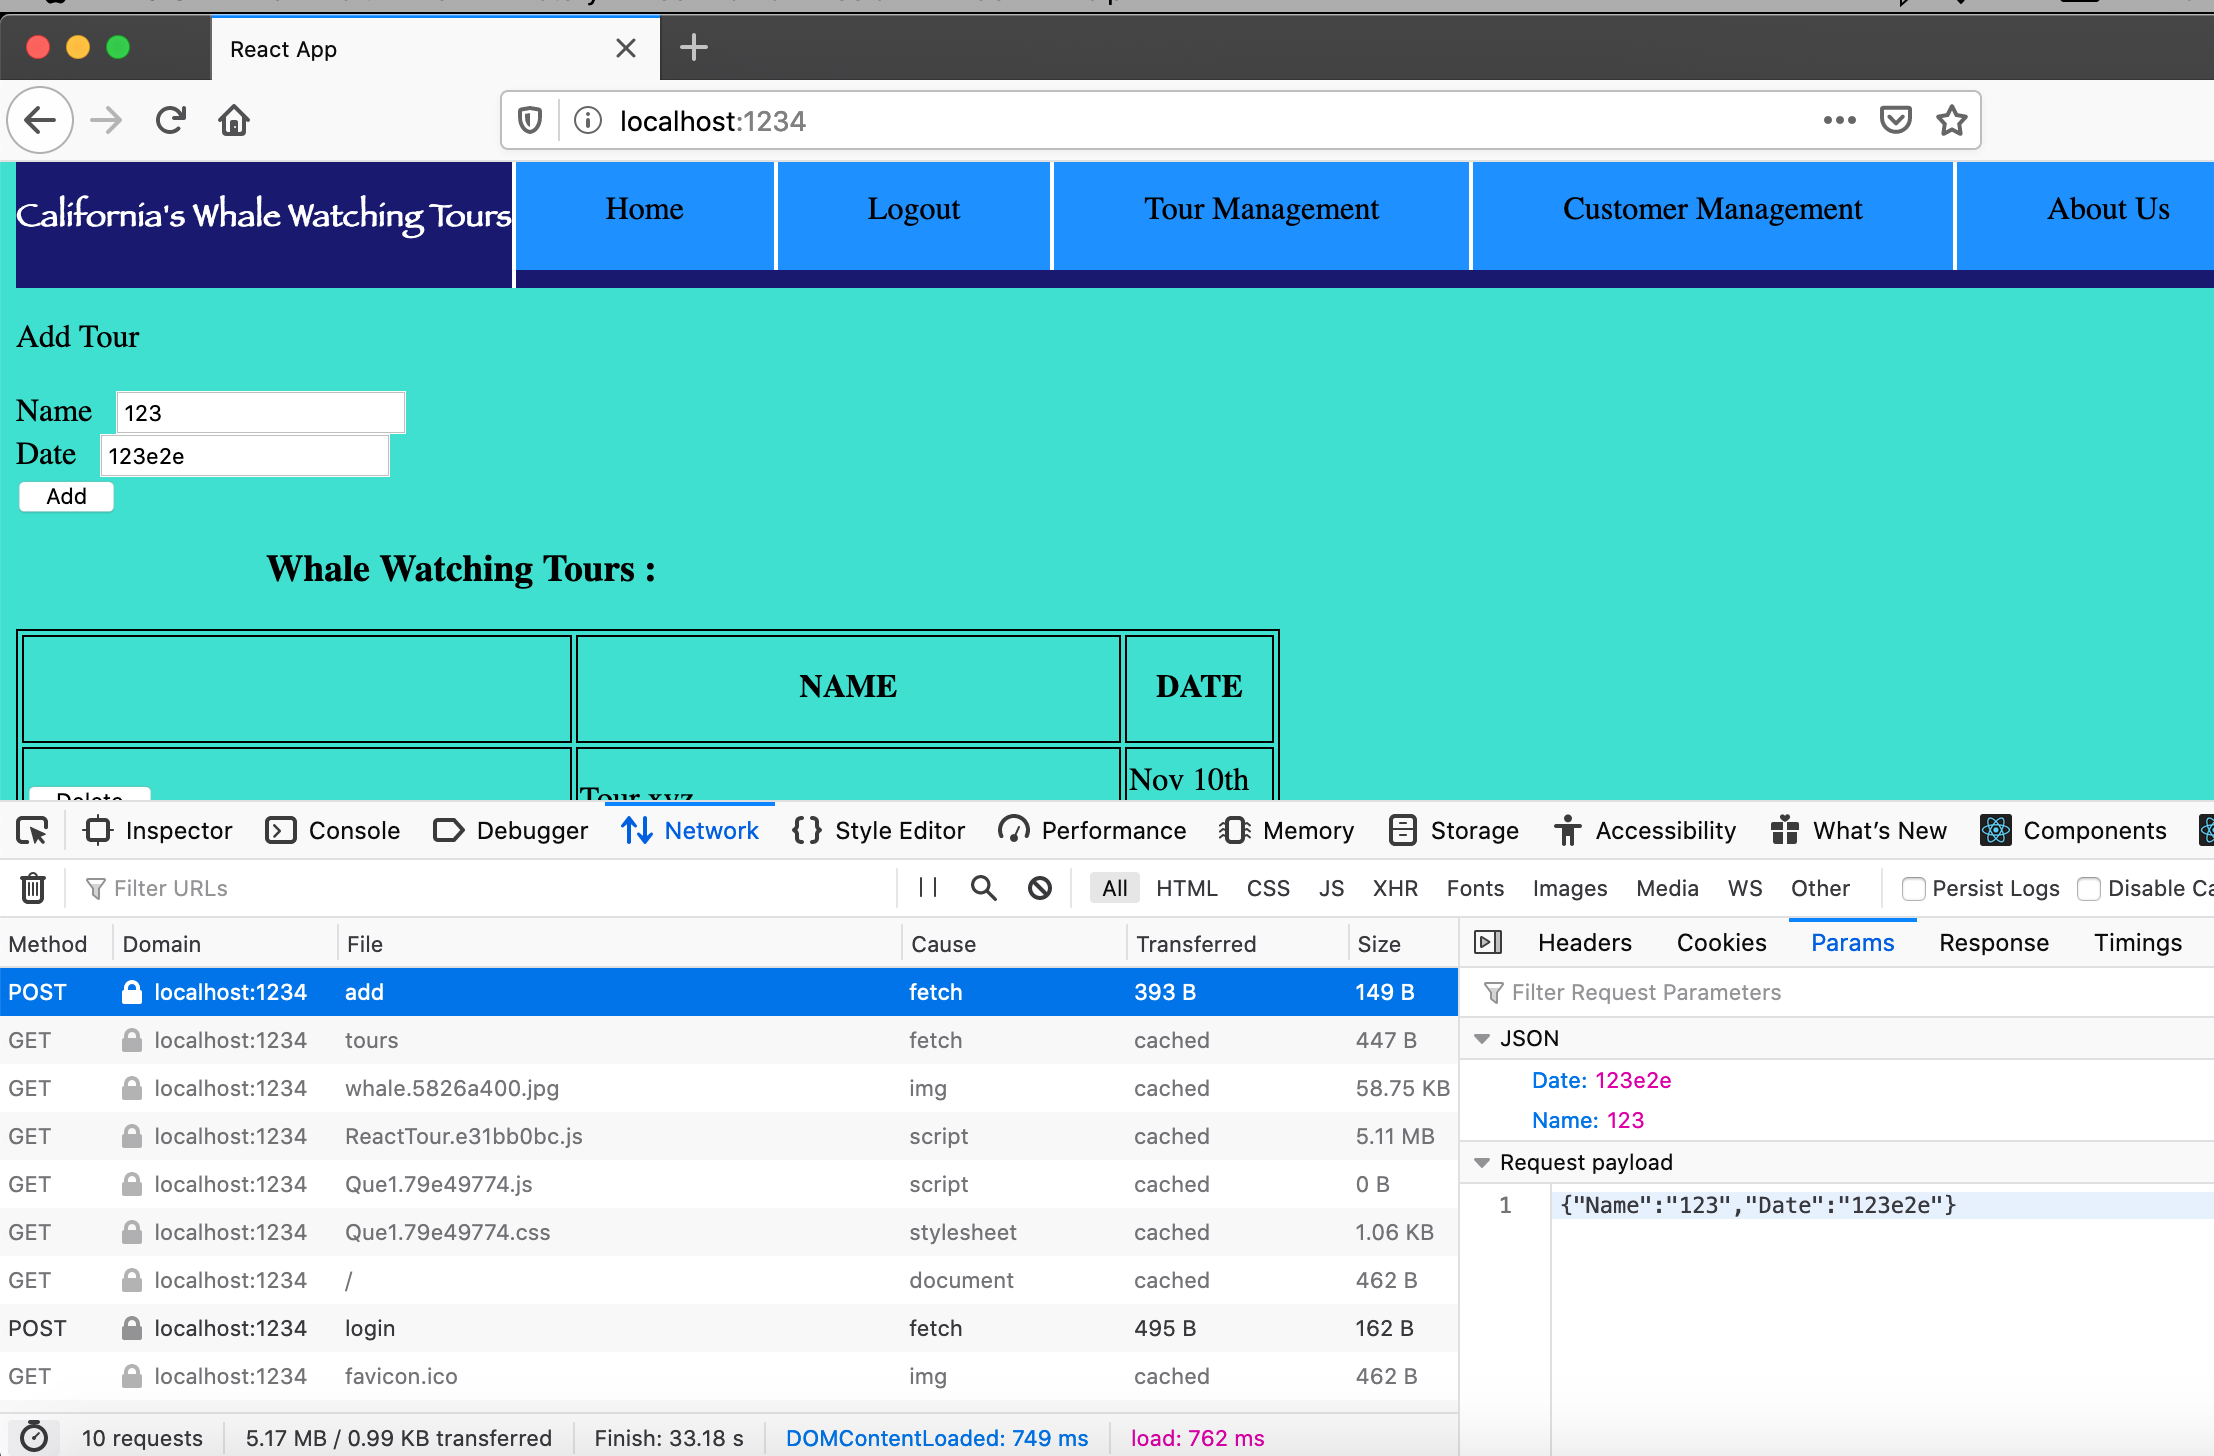 React App
localhost:1234
California's Whale Watching Tours
Home
Logout
Tour Management
Customer Management
About Us
Add Tour
Name 123
Date 123e2e
Add
Whale Watching Tours :
NAME DATE
Delete Tour xyz Nov 10th
Inspector Console Debugger Network Style Editor Performance Memory Storage Accessibility What's New Components
Filter URLs All HTML CSS JS XHR Fonts Images Media WS Other Persist Logs Disable Ca
Method Domain File Cause Transferred Size
POST localhost:1234 add fetch 393 B 149 B
GET localhost:1234 tours fetch cached 447 B
GET localhost:1234 whale.5826a400.jpg img cached 58.75 KB
GET localhost:1234 ReactTour.e31bb0bc.js script cached 5.11 MB
GET localhost:1234 Que1.79e49774.js script cached 0 B
GET localhost:1234 Que1.79e49774.css stylesheet cached 1.06 KB
GET localhost:1234 / document cached 462 B
POST localhost:1234 login fetch 495 B 162 B
GET localhost:1234 favicon.ico img cached 462 B
10 requests 5.17 MB / 0.99 KB transferred Finish: 33.18 s DOMContentLoaded: 749 ms load: 762 ms
Headers Cookies Params Response Timings
Filter Request Parameters
JSON
Date: 123e2e
Name: 123
Request payload
1 {"Name":"123","Date":"123e2e"}